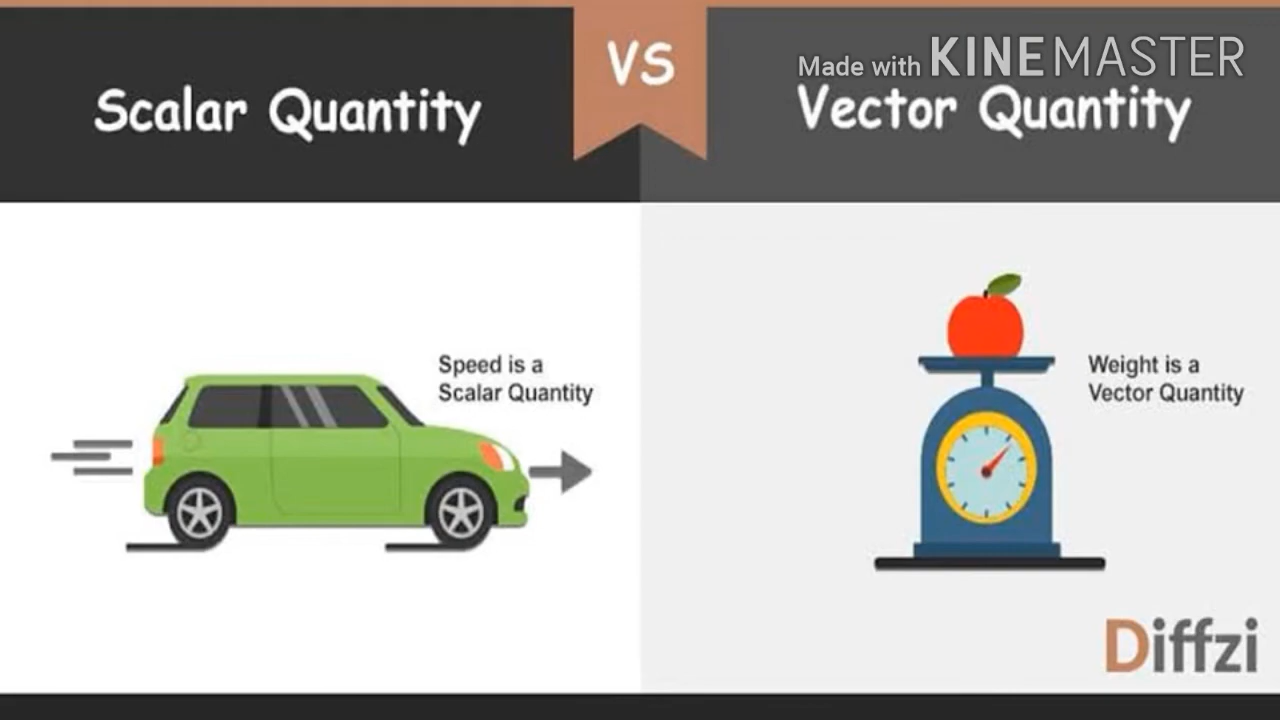 Scalar Quantity
VS
Made with KINEMASTER
Vector Quantity
Speed is a
Scalar Quantity
Weight is a
Vector Quantity
Diffzi